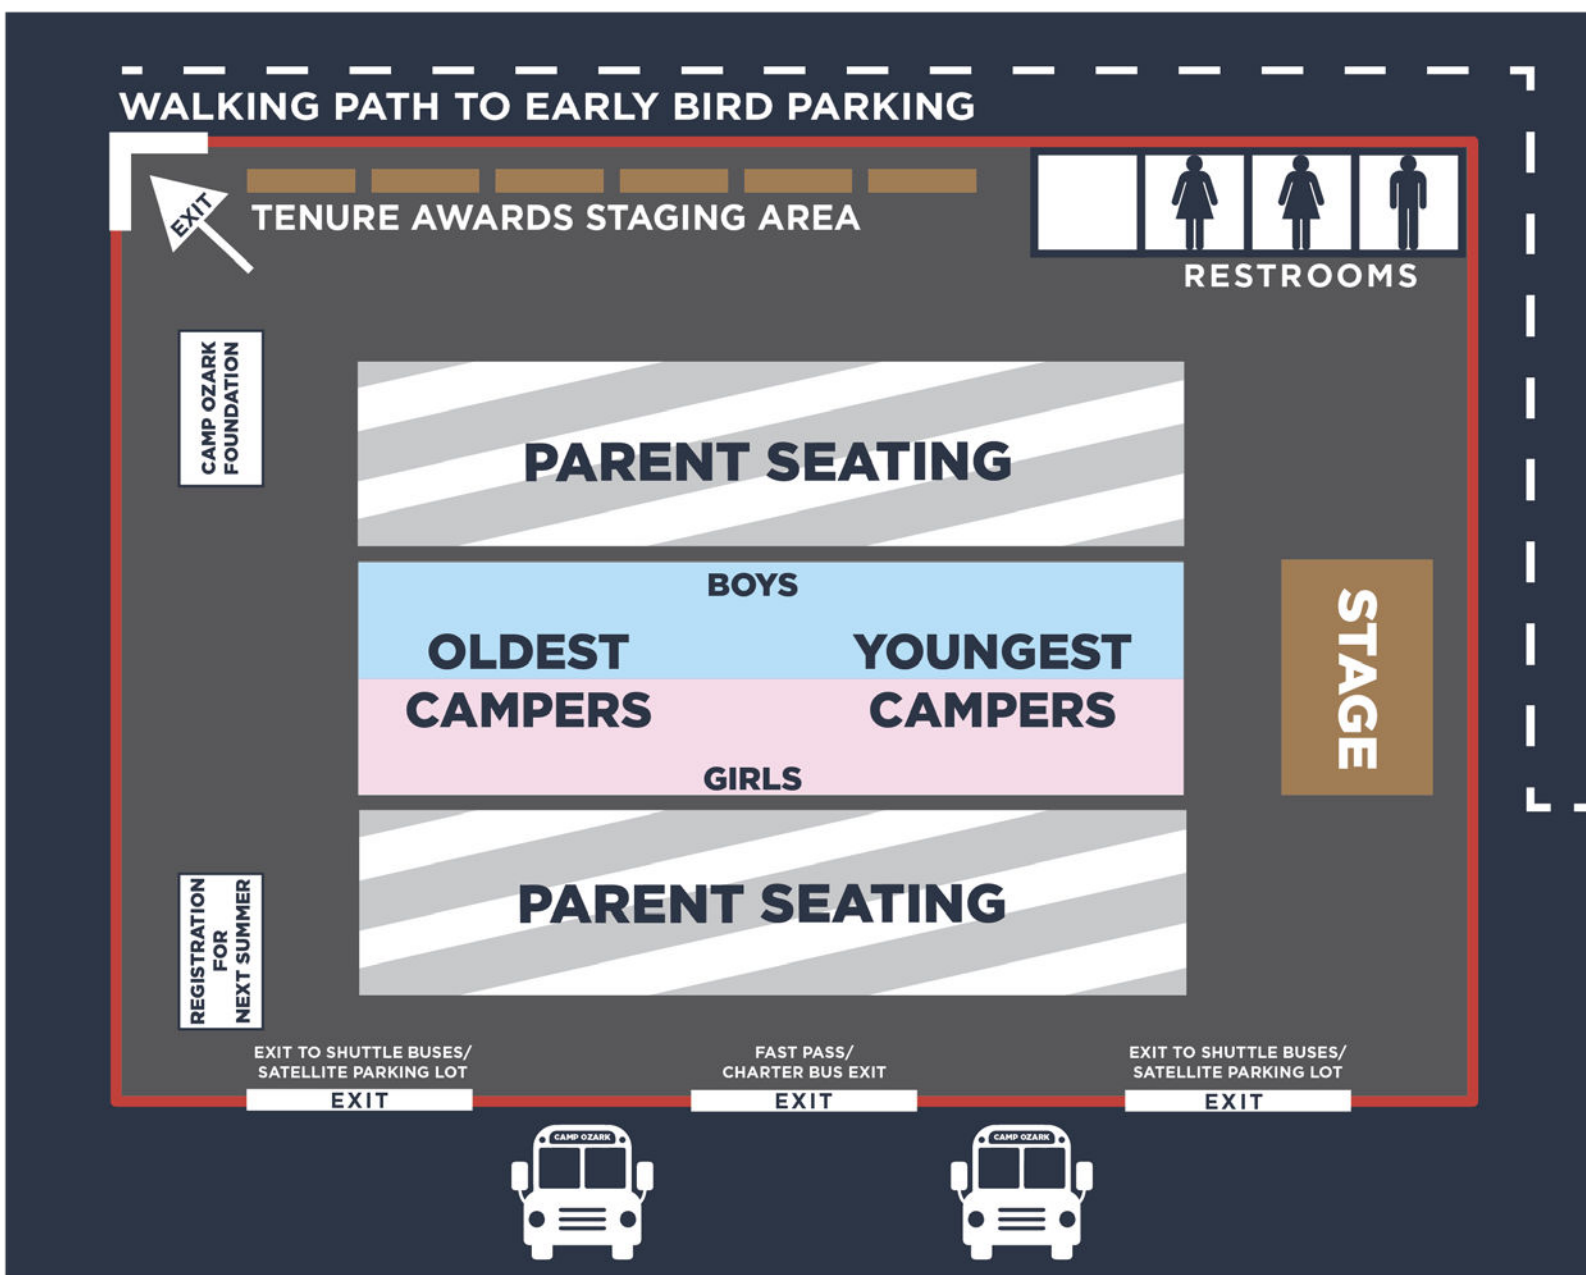 WALKING PATH TO EARLY BIRD PARKING
EXIT
TENURE AWARDS STAGING AREA
RESTROOMS
CAMP OZARK
FOUNDATION
PARENT SEATING
BOYS
OLDEST
CAMPERS
YOUNGEST
CAMPERS
GIRLS
STAGE
PARENT SEATING
REGISTRATION
FOR
NEXT SUMMER
EXIT TO SHUTTLE BUSES/
SATELLITE PARKING LOT
EXIT
FAST PASS/
CHARTER BUS EXIT
EXIT
EXIT TO SHUTTLE BUSES/
SATELLITE PARKING LOT
EXIT
CAMP OZARK
CAMP OZARK